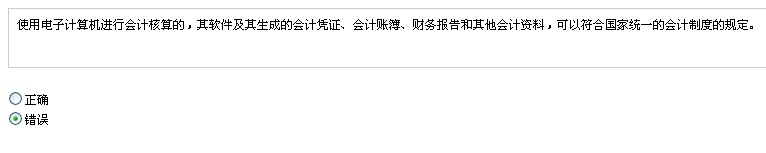 使用电子计算机进行会计核算的，其软件及其生成的会计凭证、会计账簿、财务报告和其他会计资料，可以符合国家统一的会计制度的规定。
正确
错误